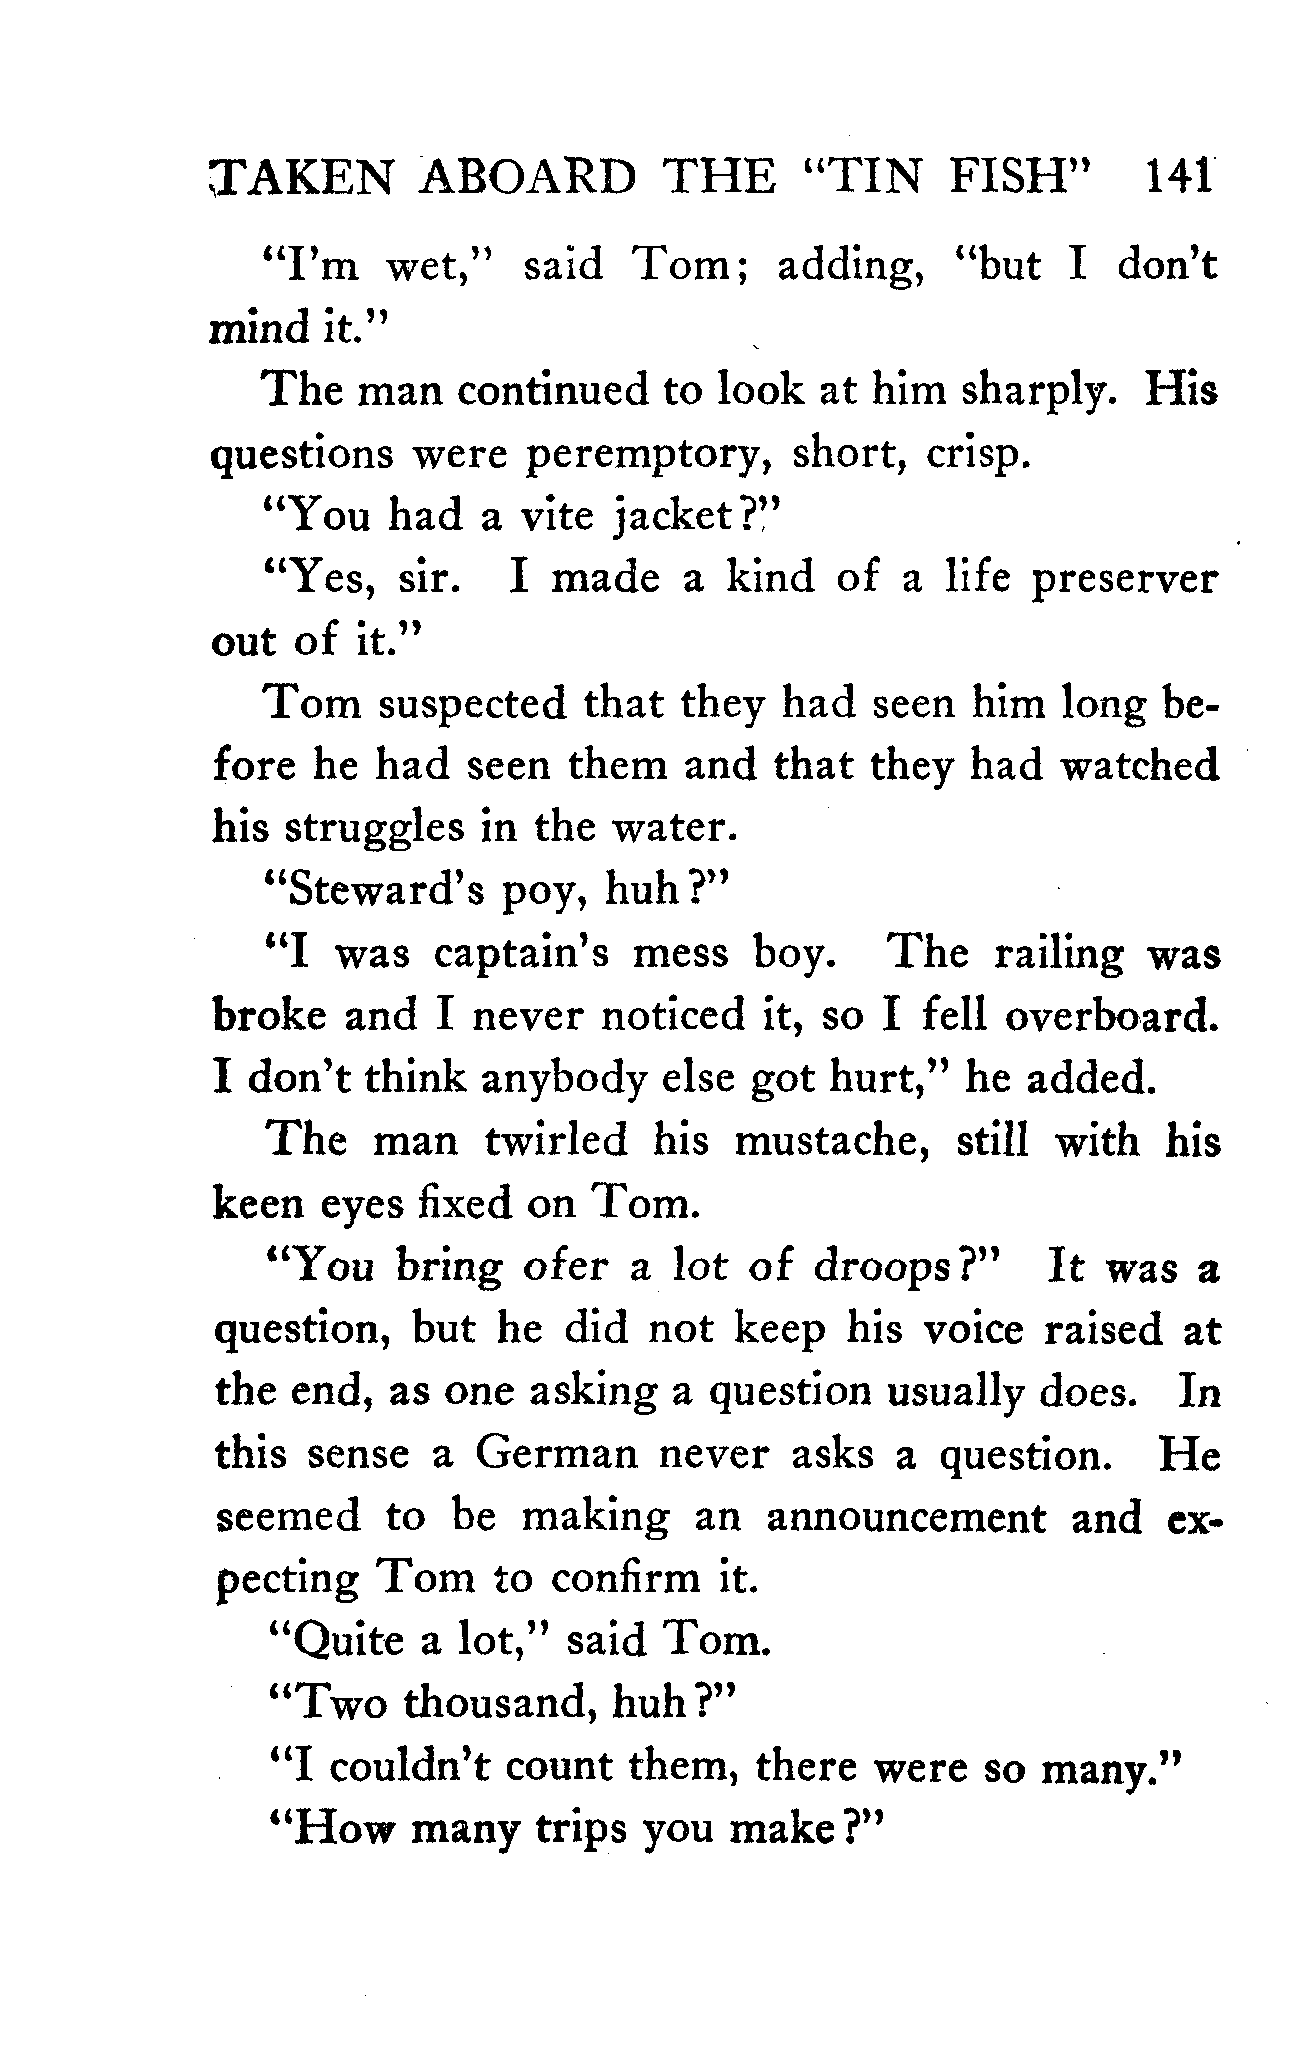 TAKEN ABOARD THE "TIN FISH" 141
"I'm wet," said Tom; adding, "but I don't
mind it."
The man continued to look at him sharply. His
questions were peremptory, short, crisp.
"You had a vite jacket?"
"Yes, sir. I made a kind of a life preserver
out of it."
Tom suspected that they had seen him long be-
fore he had seen them and that they had watched
his struggles in the water.
"Steward's poy, huh?"
"I was captain's mess boy. The railing was
broke and I never noticed it, so I fell overboard.
I don't think anybody else got hurt," he added.
The man twirled his mustache, still with his
keen eyes fixed on Tom.
"You bring ofer a lot of droops?" It was a
question, but he did not keep his voice raised at
the end, as one asking a question usually does. In
this sense a German never asks a question. He
seemed to be making an announcement and ex-
pecting Tom to confirm it.
"Quite a lot," said Tom.
"Two thousand, huh?"
"I couldn't count them, there were so many."
"How many trips you make?"